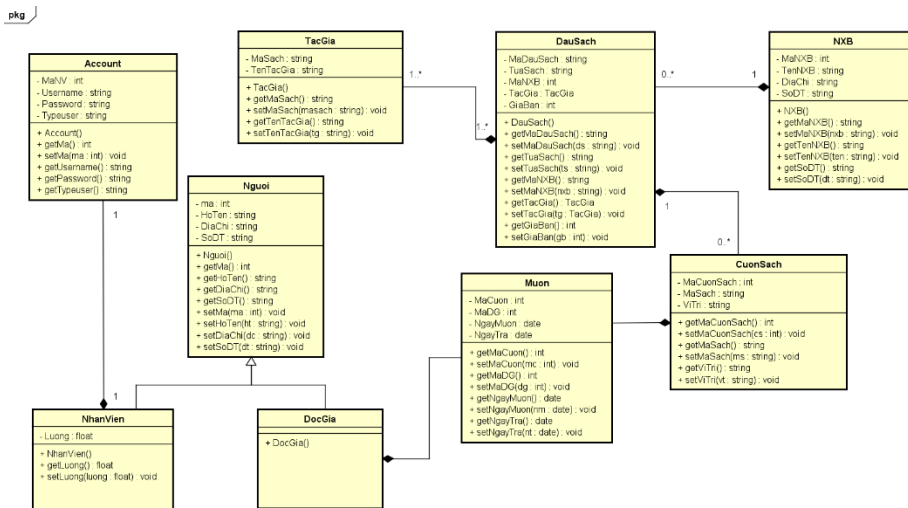 pkg
Account
- MaNV : int
- Username : string
- Password : string
- Typeuser : string
+ Account()
+ getMa() : int
+ setMa(ma : int) : void
+ getUsername() : string
+ getPassword() : string
+ getTypeuser() : string
1
1
TacGia
- MaSach : string
- TenTacGia : string
+ TacGia()
+ getMaSach() : string
+ setMaSach(masach : string) : void
+ getTenTacGia() : string
+ setTenTacGia(tg : string) : void
1..*
1..*
DauSach
- MaDauSach : string
- TuaSach : string
- MaNXB : int
- TacGia : TacGia
- GiaBan : int
+ DauSach()
+ getMaDauSach() : string
+ setMaDauSach(ds : string) : void
+ getTuaSach() : string
+ setTuaSach(ts : string) : void
+ getMaNXB() : string
+ setMaNXB(nxb : string) : void
+ getTacGia() : TacGia
+ setTacGia(tg : TacGia) : void
+ getGiaBan() : int
+ setGiaBan(gb : int) : void
0..*
1
NXB
- MaNXB : int
- TenNXB : string
- DiaChi : string
- SoDT : string
+ NXB()
+ getMaNXB() : string
+ setMaNXB(nxb : string) : void
+ getTenNXB() : string
+ setTenNXB(ten : string) : void
+ getSoDT() : string
+ setSoDT(dt : string) : void
1
0..*
Nguoi
- ma : int
- HoTen : string
- DiaChi : string
- SoDT : string
+ Nguoi()
+ getMa() : int
+ getHoTen() : string
+ getDiaChi() : string
+ getSoDT() : string
+ setMa(ma : int) : void
+ setHoTen(ht : string) : void
+ setDiaChi(dc : string) : void
+ setSoDT(dt : string) : void
Muon
- MaCuon : int
- MaDG : int
- NgayMuon : date
- NgayTra : date
+ getMaCuon() : int
+ setMaCuon(mc : int) : void
+ getMaDG() : int
+ setMaDG(dg : int) : void
+ getNgayMuon() : date
+ setNgayMuon(nm : date) : void
+ getNgayTra() : date
+ setNgayTra(nt : date) : void
CuonSach
- MaCuonSach : int
- MaSach : string
- ViTri : string
+ getMaCuonSach() : int
+ setMaCuonSach(cs : int) : void
+ getMaSach() : string
+ setMaSach(ms : string) : void
+ getViTri() : string
+ setViTri(vt : string) : void
NhanVien
- Luong : float
+ NhanVien()
+ getLuong() : float
+ setLuong(luong : float) : void
DocGia
+ DocGia()